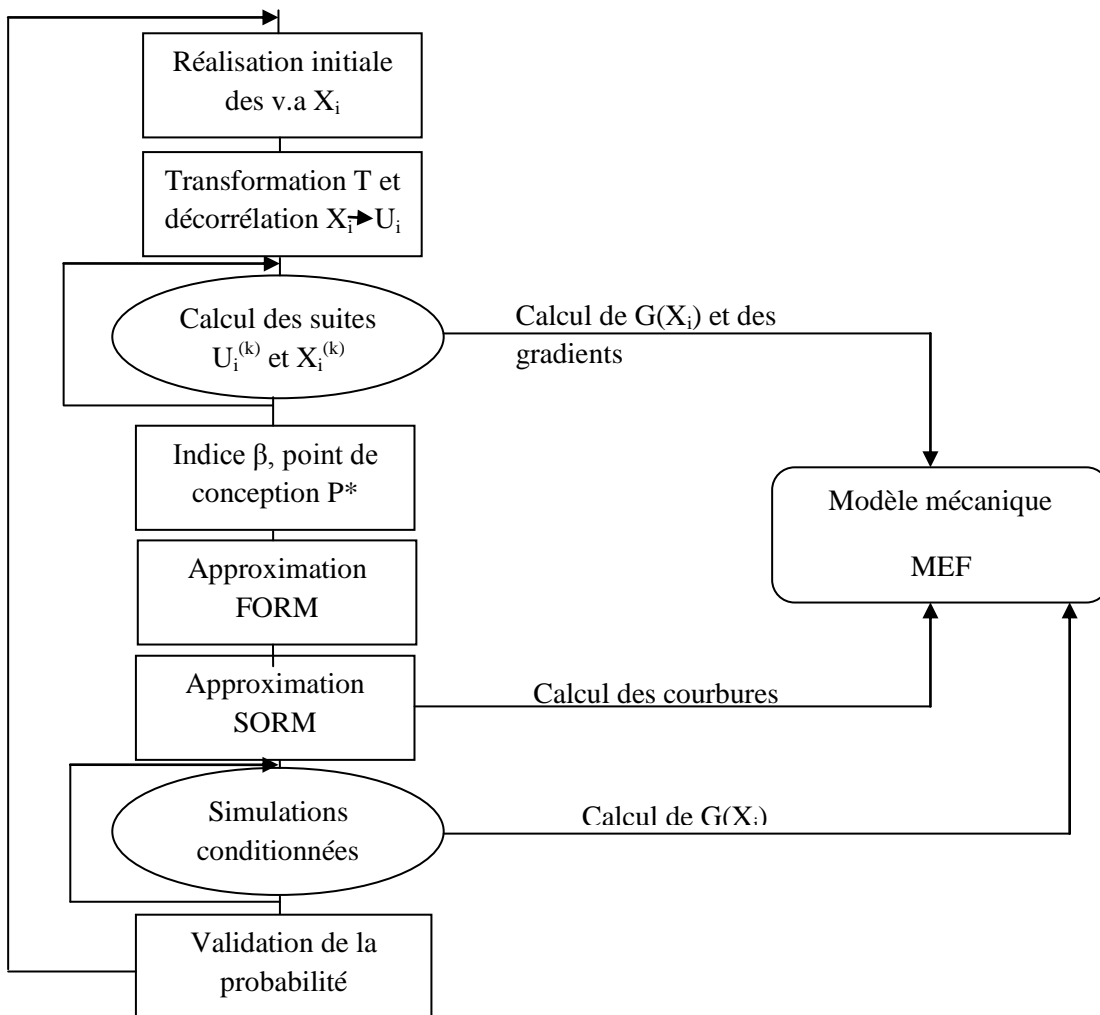 Réalisation initiale
des v.a Xᵢ
Transformation T et
décorrélation Xᵢ Uᵢ
Calcul des suites
Uᵢ⁽ᵏ⁾ et Xᵢ⁽ᵏ⁾
Calcul de G(Xᵢ) et des
gradients
Indice β, point de
conception P*
Modèle mécanique
MEF
Approximation
FORM
Approximation
SORM
Calcul des courbures
Simulations
conditionnées
Calcul de G(Xᵢ)
Validation de la
probabilité